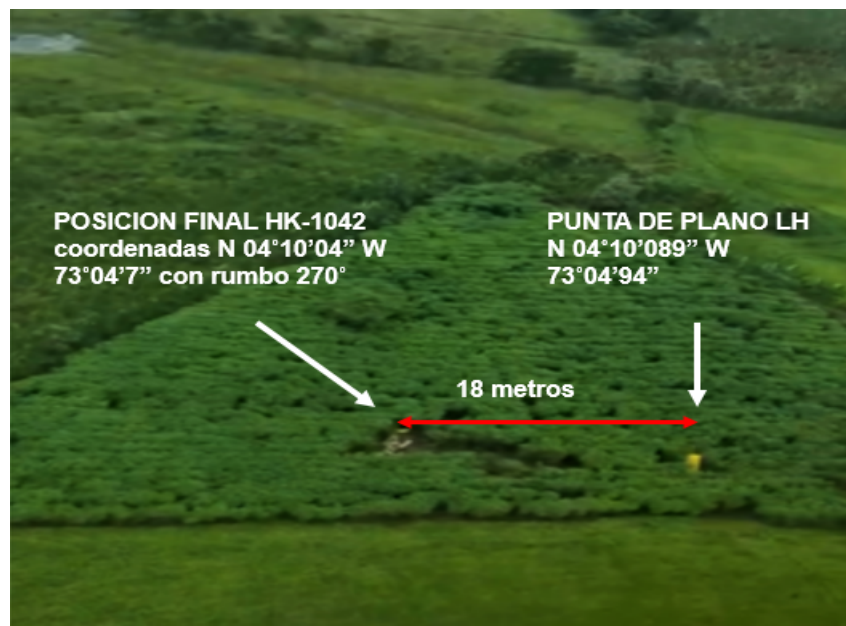 POSICION FINAL HK-1042
coordenadas N 04°10'04” W
73°04’7” con rumbo 270°
PUNTA DE PLANO LH
N 04°10’089” W
73°04’94”
18 metros